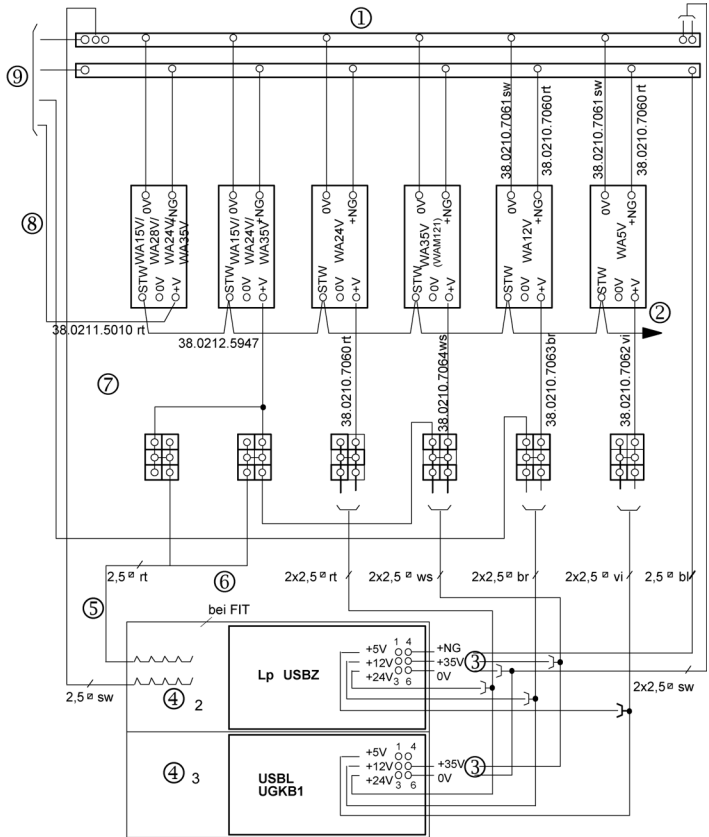 ①
⑨
38.0210.7061 sw
38.0210.7060 rt
38.0210.7061 sw
38.0210.7060 rt
⑧
0V +NG
WA15V/
WA28V/
WA24V/
WA35V
STW 0V +V
0V +NG
WA15V/
WA24V/
WA35V
STW 0V +V
0V +NG
WA24V
STW 0V +V
0V +NG
WA35V
(WAM121)
STW 0V +V
0V +NG
WA12V
STW 0V +V
0V +NG
WA5V
STW 0V +V
②
38.0211.5010 rt
38.0212.5947
38.0210.7060 rt
38.0210.7064 ws
38.0210.7063 br
38.0210.7062 vi
⑦
2,5 ⌀ rt
⑥
2x2,5 ⌀ rt
2x2,5 ⌀ ws
2x2,5 ⌀ br
2x2,5 ⌀ vi
2,5 ⌀ bl
⑤
bei FIT
2,5 ⌀ sw
④ 2
Lp USBZ
+5V 1 4 +NG
+12V +35V ③
+24V 3 6 0V
2x2,5 ⌀ sw
④ 3
USBL
UGKB1
+5V 1 4
+12V +35V ③
+24V 3 6 0V